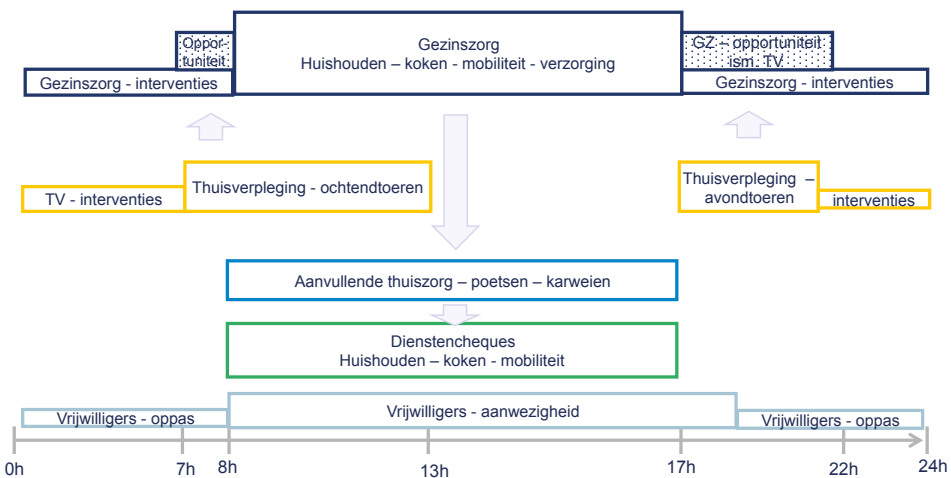 Gezinszorg
Huishouden – koken - mobiliteit - verzorging
Oppor-
tuniteit
GZ – opportuniteit
ism. TV
Gezinszorg - interventies
Gezinszorg - interventies
Thuisverpleging - ochtendtoeren
TV - interventies
Thuisverpleging –
avondtoeren
interventies
Aanvullende thuiszorg – poetsen – karweien
Dienstencheques
Huishouden – koken - mobiliteit
Vrijwilligers - oppas
Vrijwilligers - aanwezigheid
Vrijwilligers - oppas
0h
7h
8h
13h
17h
22h
24h